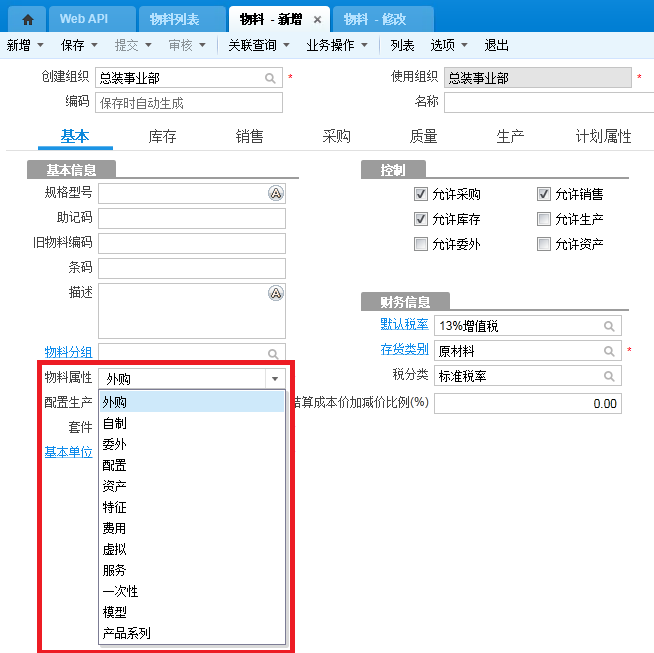 Web API 物料列表 物料 - 新增 × 物料 - 修改
新增 保存 提交 审核 关联查询 业务操作 列表 选项 退出
创建组织 总装事业部 * 使用组织 总装事业部 *
编码 保存时自动生成 名称
基本 库存 销售 采购 质量 生产 计划属性
基本信息 控制
规格型号 A 允许采购 允许销售
助记码 允许库存 允许生产
旧物料编码 允许委外 允许资产
条码
描述 A 财务信息
默认税率 13%增值税
物料分组 存货类别 原材料 *
物料属性 外购 税分类 标准税率
配置生产 外购 结算成本价加减价比例(%) 0.00
套件 自制
基本单位 委外
配置
资产
特征
费用
虚拟
服务
一次性
模型
产品系列